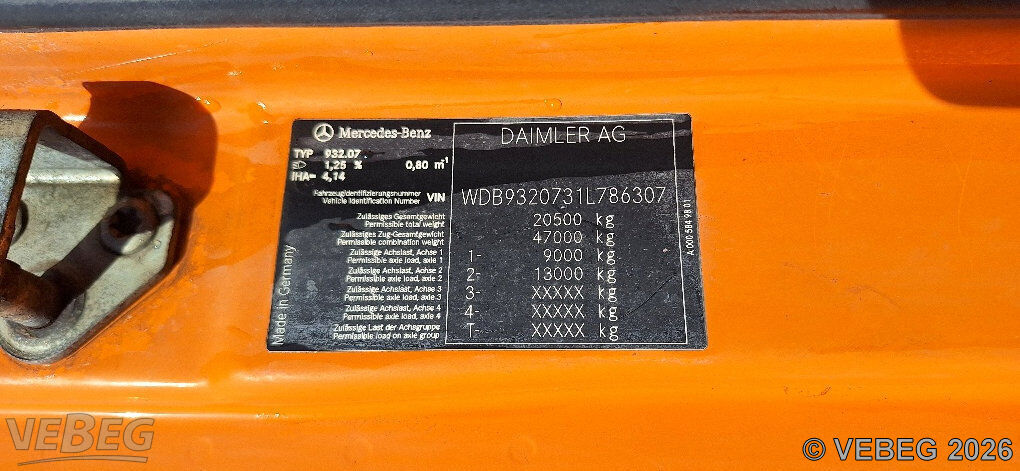 Mercedes-Benz
DAIMLER AG
TYP 932.07
1,25 % 0,80 m⁻¹
IHA= 4,14
Fahrzeugidentifizierungsnummer
Vehicle Identification Number VIN WDB9320731L786307
Zulässiges Gesamtgewicht
Permissible total weight 20500 kg
Zulässiges Zug-Gesamtgewicht
Permissible combination weight 47000 kg
Zulässige Achslast, Achse 1
Permissible axle load, axle 1 1- 9000 kg
Zulässige Achslast, Achse 2
Permissible axle load, axle 2 2- 13000 kg
Zulässige Achslast, Achse 3
Permissible axle load, axle 3 3- XXXXX kg
Zulässige Achslast, Achse 4
Permissible axle load, axle 4 4- XXXXX kg
Zulässige Last der Achsgruppe
Permissible load on axle group T- XXXXX kg
Made in Germany
A 000 584 98 01
VEBEG
© VEBEG 2026